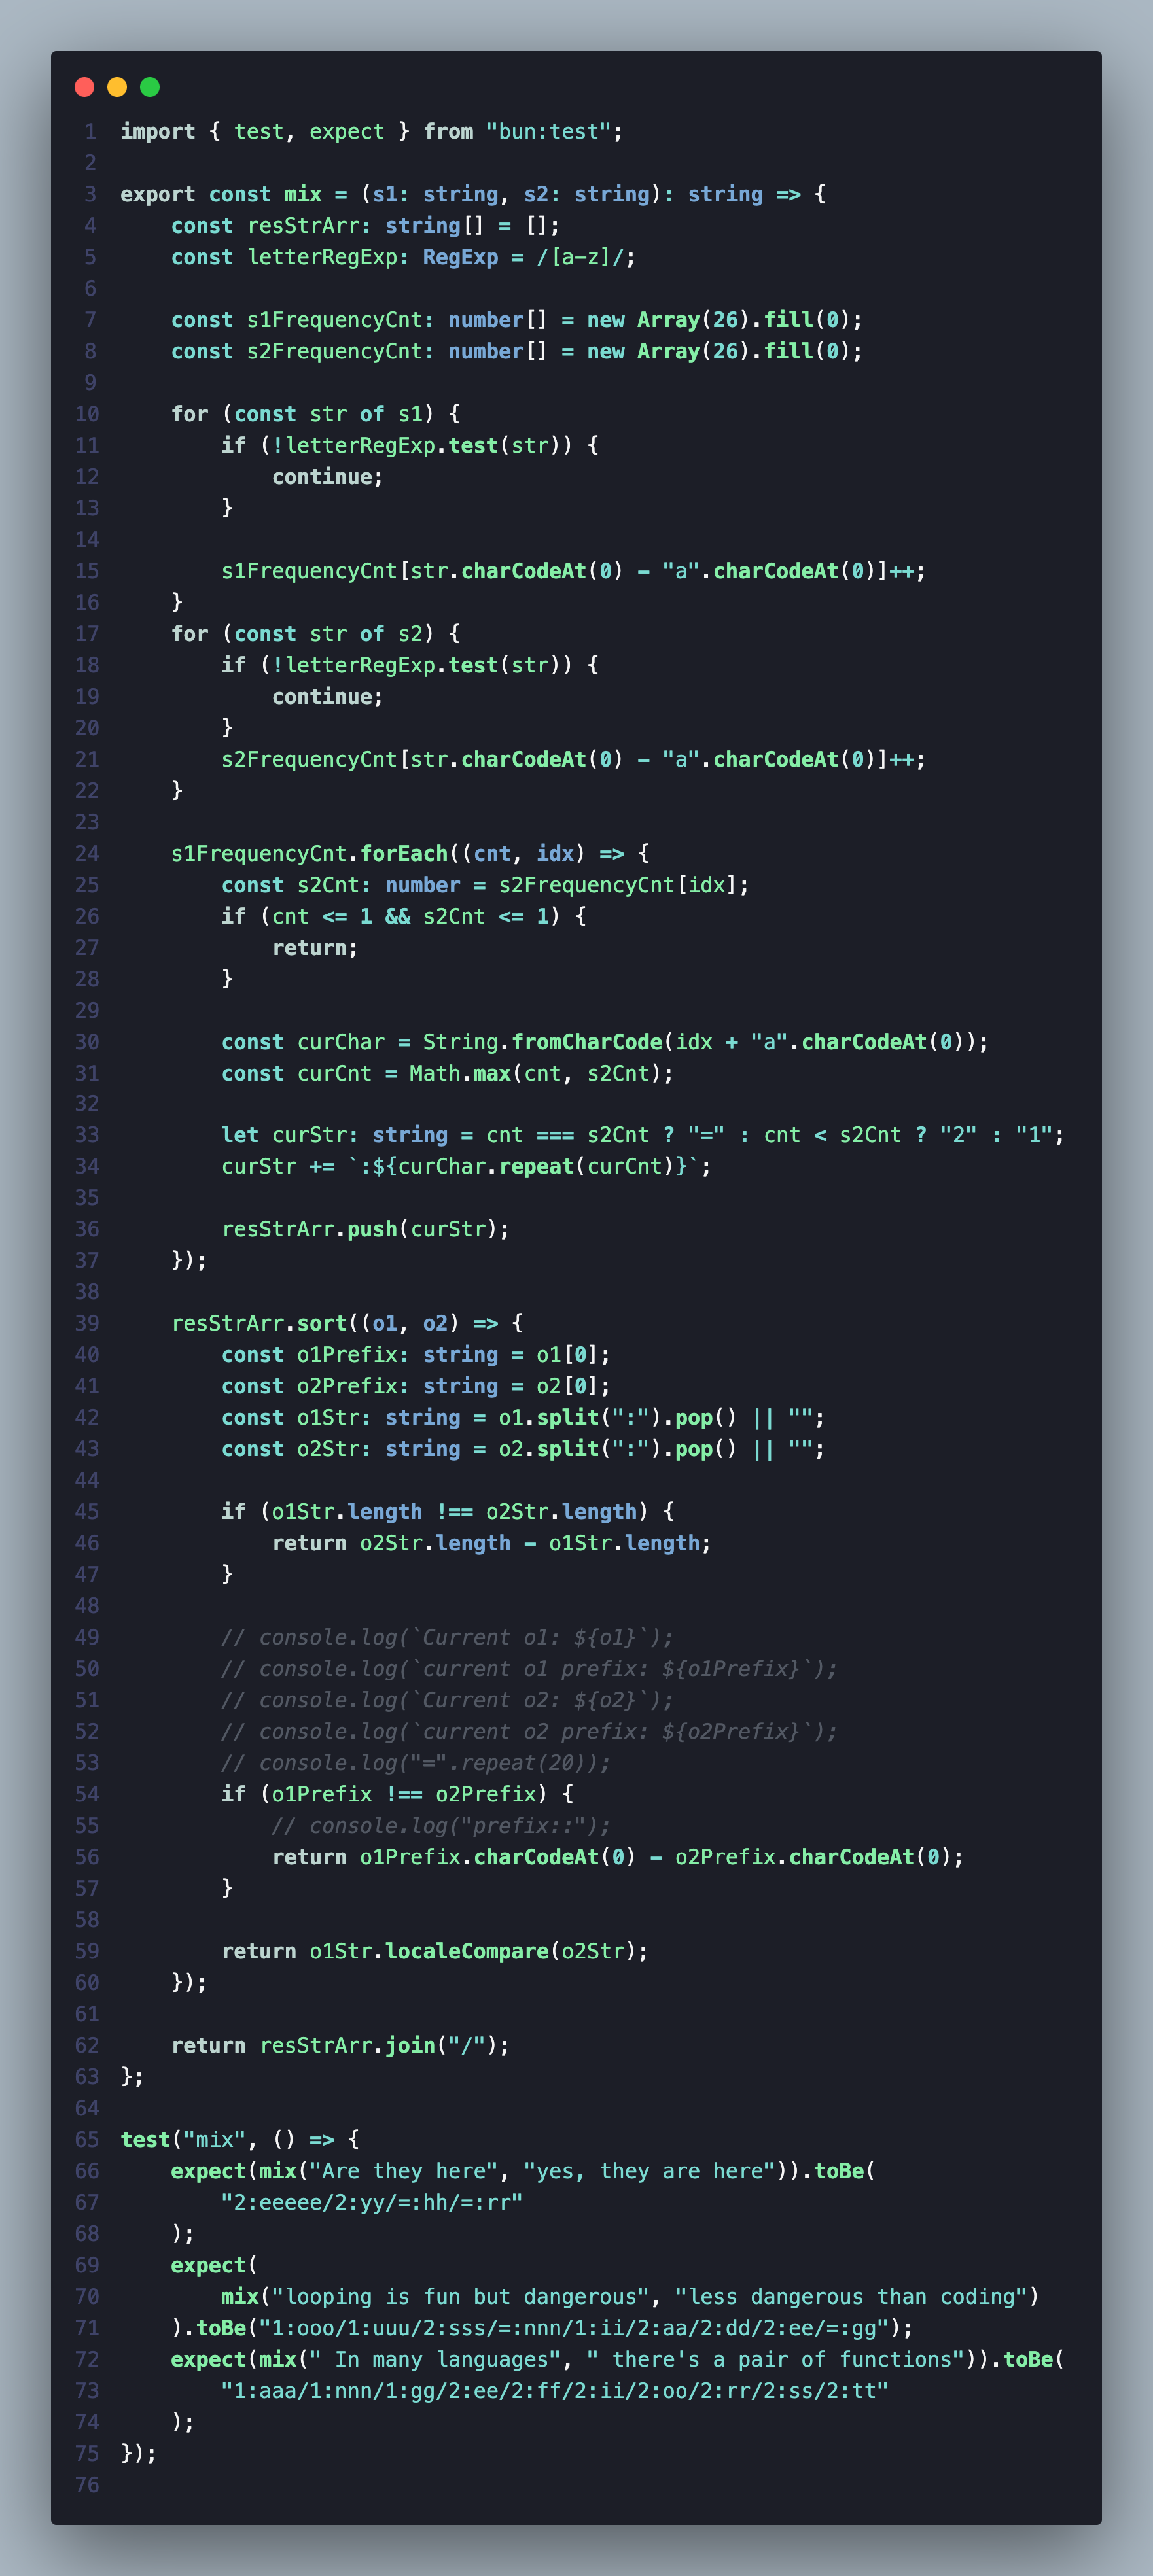 1 import { test, expect } from "bun:test";
2
3 export const mix = (s1: string, s2: string): string => {
4     const resStrArr: string[] = [];
5     const letterRegExp: RegExp = /[a-z]/;
6
7     const s1FrequencyCnt: number[] = new Array(26).fill(0);
8     const s2FrequencyCnt: number[] = new Array(26).fill(0);
9
10     for (const str of s1) {
11         if (!letterRegExp.test(str)) {
12             continue;
13         }
14
15         s1FrequencyCnt[str.charCodeAt(0) - "a".charCodeAt(0)]++;
16     }
17     for (const str of s2) {
18         if (!letterRegExp.test(str)) {
19             continue;
20         }
21         s2FrequencyCnt[str.charCodeAt(0) - "a".charCodeAt(0)]++;
22     }
23
24     s1FrequencyCnt.forEach((cnt, idx) => {
25         const s2Cnt: number = s2FrequencyCnt[idx];
26         if (cnt <= 1 && s2Cnt <= 1) {
27             return;
28         }
29
30         const curChar = String.fromCharCode(idx + "a".charCodeAt(0));
31         const curCnt = Math.max(cnt, s2Cnt);
32
33         let curStr: string = cnt === s2Cnt ? "=" : cnt < s2Cnt ? "2" : "1";
34         curStr += `:${curChar.repeat(curCnt)}`;
35
36         resStrArr.push(curStr);
37     });
38
39     resStrArr.sort((o1, o2) => {
40         const o1Prefix: string = o1[0];
41         const o2Prefix: string = o2[0];
42         const o1Str: string = o1.split(":").pop() || "";
43         const o2Str: string = o2.split(":").pop() || "";
44
45         if (o1Str.length !== o2Str.length) {
46             return o2Str.length - o1Str.length;
47         }
48
49         // console.log(`Current o1: ${o1}`);
50         // console.log(`current o1 prefix: ${o1Prefix}`);
51         // console.log(`Current o2: ${o2}`);
52         // console.log(`current o2 prefix: ${o2Prefix}`);
53         // console.log("=".repeat(20));
54         if (o1Prefix !== o2Prefix) {
55             // console.log("prefix::");
56             return o1Prefix.charCodeAt(0) - o2Prefix.charCodeAt(0);
57         }
58
59         return o1Str.localeCompare(o2Str);
60     });
61
62     return resStrArr.join("/");
63 };
64
65 test("mix", () => {
66     expect(mix("Are they here", "yes, they are here")).toBe(
67         "2:eeeee/2:yy/=:hh/=:rr"
68     );
69     expect(
70         mix("looping is fun but dangerous", "less dangerous than coding")
71     ).toBe("1:ooo/1:uuu/2:sss/=:nnn/1:ii/2:aa/2:dd/2:ee/=:gg");
72     expect(mix(" In many languages", " there's a pair of functions")).toBe(
73         "1:aaa/1:nnn/1:gg/2:ee/2:ff/2:ii/2:oo/2:rr/2:ss/2:tt"
74     );
75 });
76